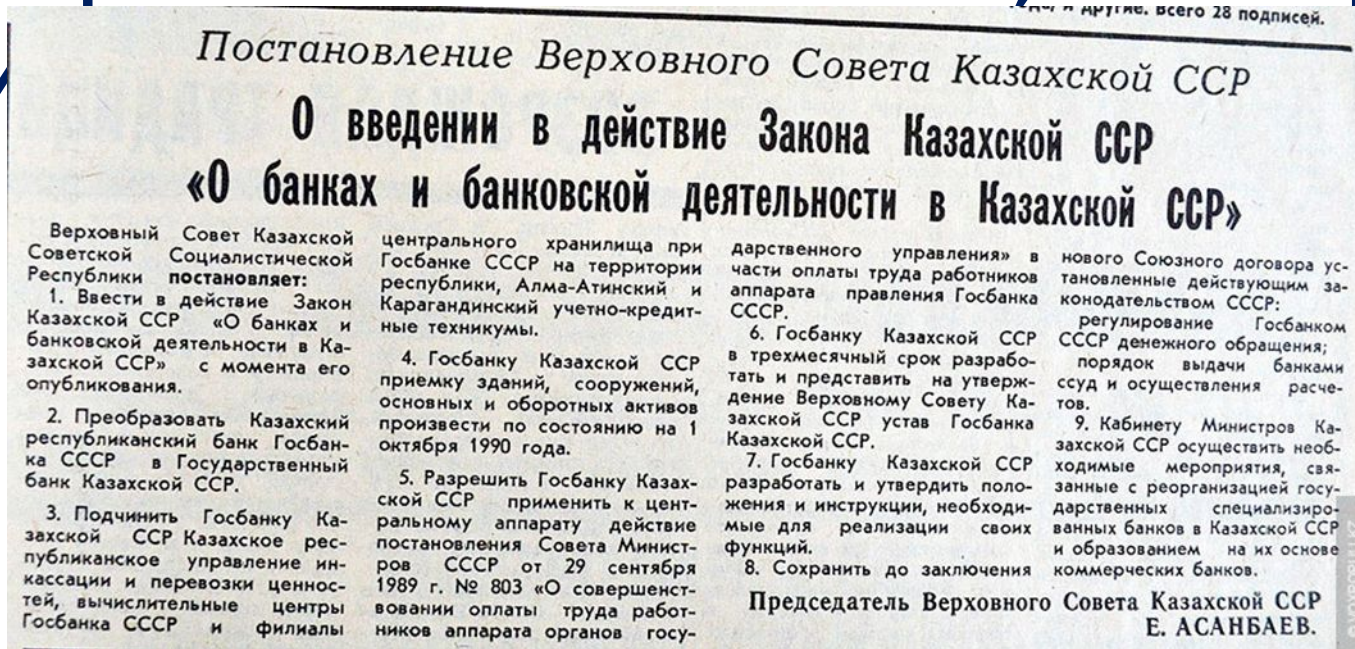 другие. Всего 28 подписей.
Постановление Верховного Совета Казахской ССР
О введении в действие Закона Казахской ССР
«О банках и банковской деятельности в Казахской ССР»
Верховный Совет Казахской
Советской Социалистической
Республики постановляет:
1. Ввести в действие Закон
Казахской ССР «О банках и
банковской деятельности в Ка-
захской ССР» с момента его
опубликования.
2. Преобразовать Казахский
республиканский банк Госбан-
ка СССР в Государственный
банк Казахской ССР.
3. Подчинить Госбанку Ка-
захской ССР Казахское рес-
публиканское управление ин-
кассации и перевозки ценнос-
тей, вычислительные центры
Госбанка СССР и филиалы
центрального хранилища при
Госбанке СССР на территории
республики, Алма-Атинский и
Карагандинский учетно-кредит-
ные техникумы.
4. Госбанку Казахской ССР
приемку зданий, сооружений,
основных и оборотных активов
произвести по состоянию на 1
октября 1990 года.
5. Разрешить Госбанку Казах-
ской ССР применить к цент-
ральному аппарату действие
постановления Совета Минист-
ров СССР от 29 сентября
1989 г. № 803 «О совершенст-
вовании оплаты труда работ-
ников аппарата органов госу-
дарственного управления» в
части оплаты труда работников
аппарата правления Госбанка
СССР.
6. Госбанку Казахской ССР
в трехмесячный срок разрабо-
тать и представить на утверж-
дение Верховному Совету Ка-
захской ССР устав Госбанка
Казахской ССР.
7. Госбанку Казахской ССР
разработать и утвердить поло-
жения и инструкции, необходи-
мые для реализации своих
функций.
8. Сохранить до заключения
нового Союзного договора ус-
тановленные действующим за-
конодательством СССР:
регулирование Госбанком
СССР денежного обращения;
порядок выдачи банками
ссуд и осуществления расче-
тов.
9. Кабинету Министров Ка-
захской ССР осуществить необ-
ходимые мероприятия, свя-
занные с реорганизацией госу-
дарственных специализиро-
ванных банков в Казахской ССР
и образованием на их основе
коммерческих банков.
Председатель Верховного Совета Казахской ССР
Е. АСАНБАЕВ.